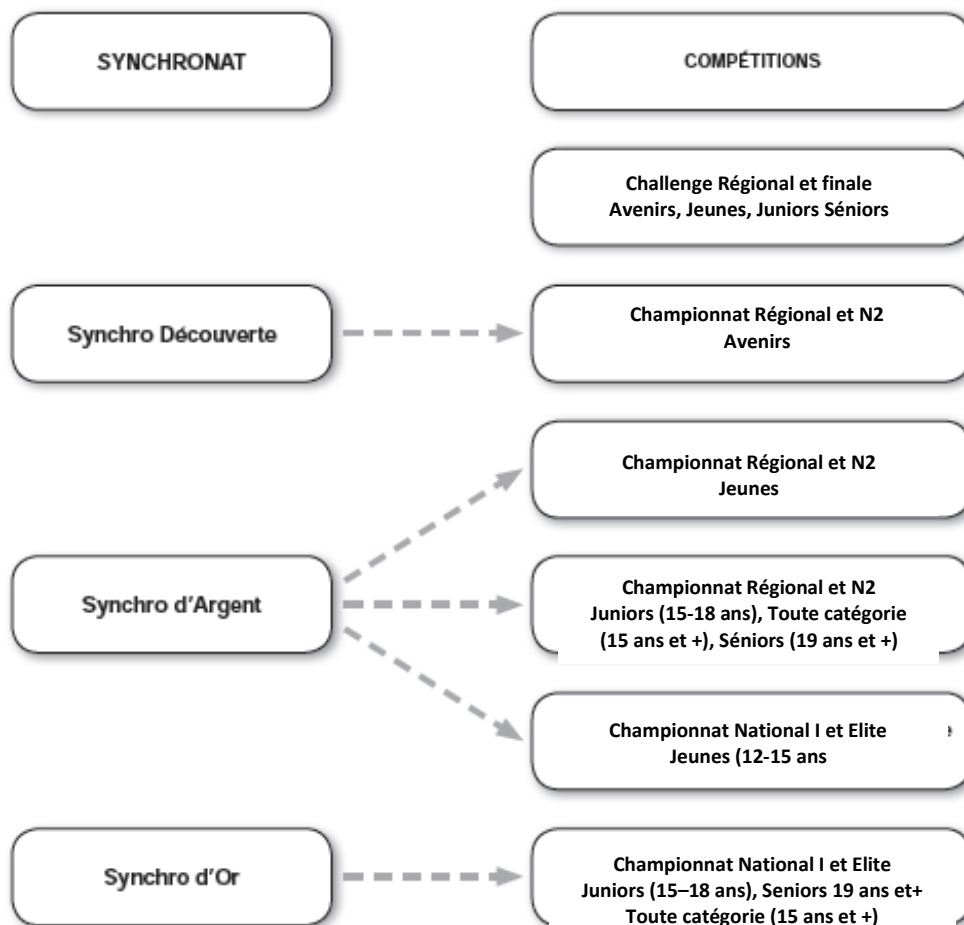 SYNCHRONAT
COMPÉTITIONS
Challenge Régional et finale
Avenirs, Jeunes, Juniors Séniors
Synchro Découverte
Championnat Régional et N2
Avenirs
Championnat Régional et N2
Jeunes
Synchro d'Argent
Championnat Régional et N2
Juniors (15-18 ans), Toute catégorie
(15 ans et +), Séniors (19 ans et +)
Championnat National I et Elite
Jeunes (12-15 ans
Synchro d'Or
Championnat National I et Elite
Juniors (15–18 ans), Seniors 19 ans et+
Toute catégorie (15 ans et +)